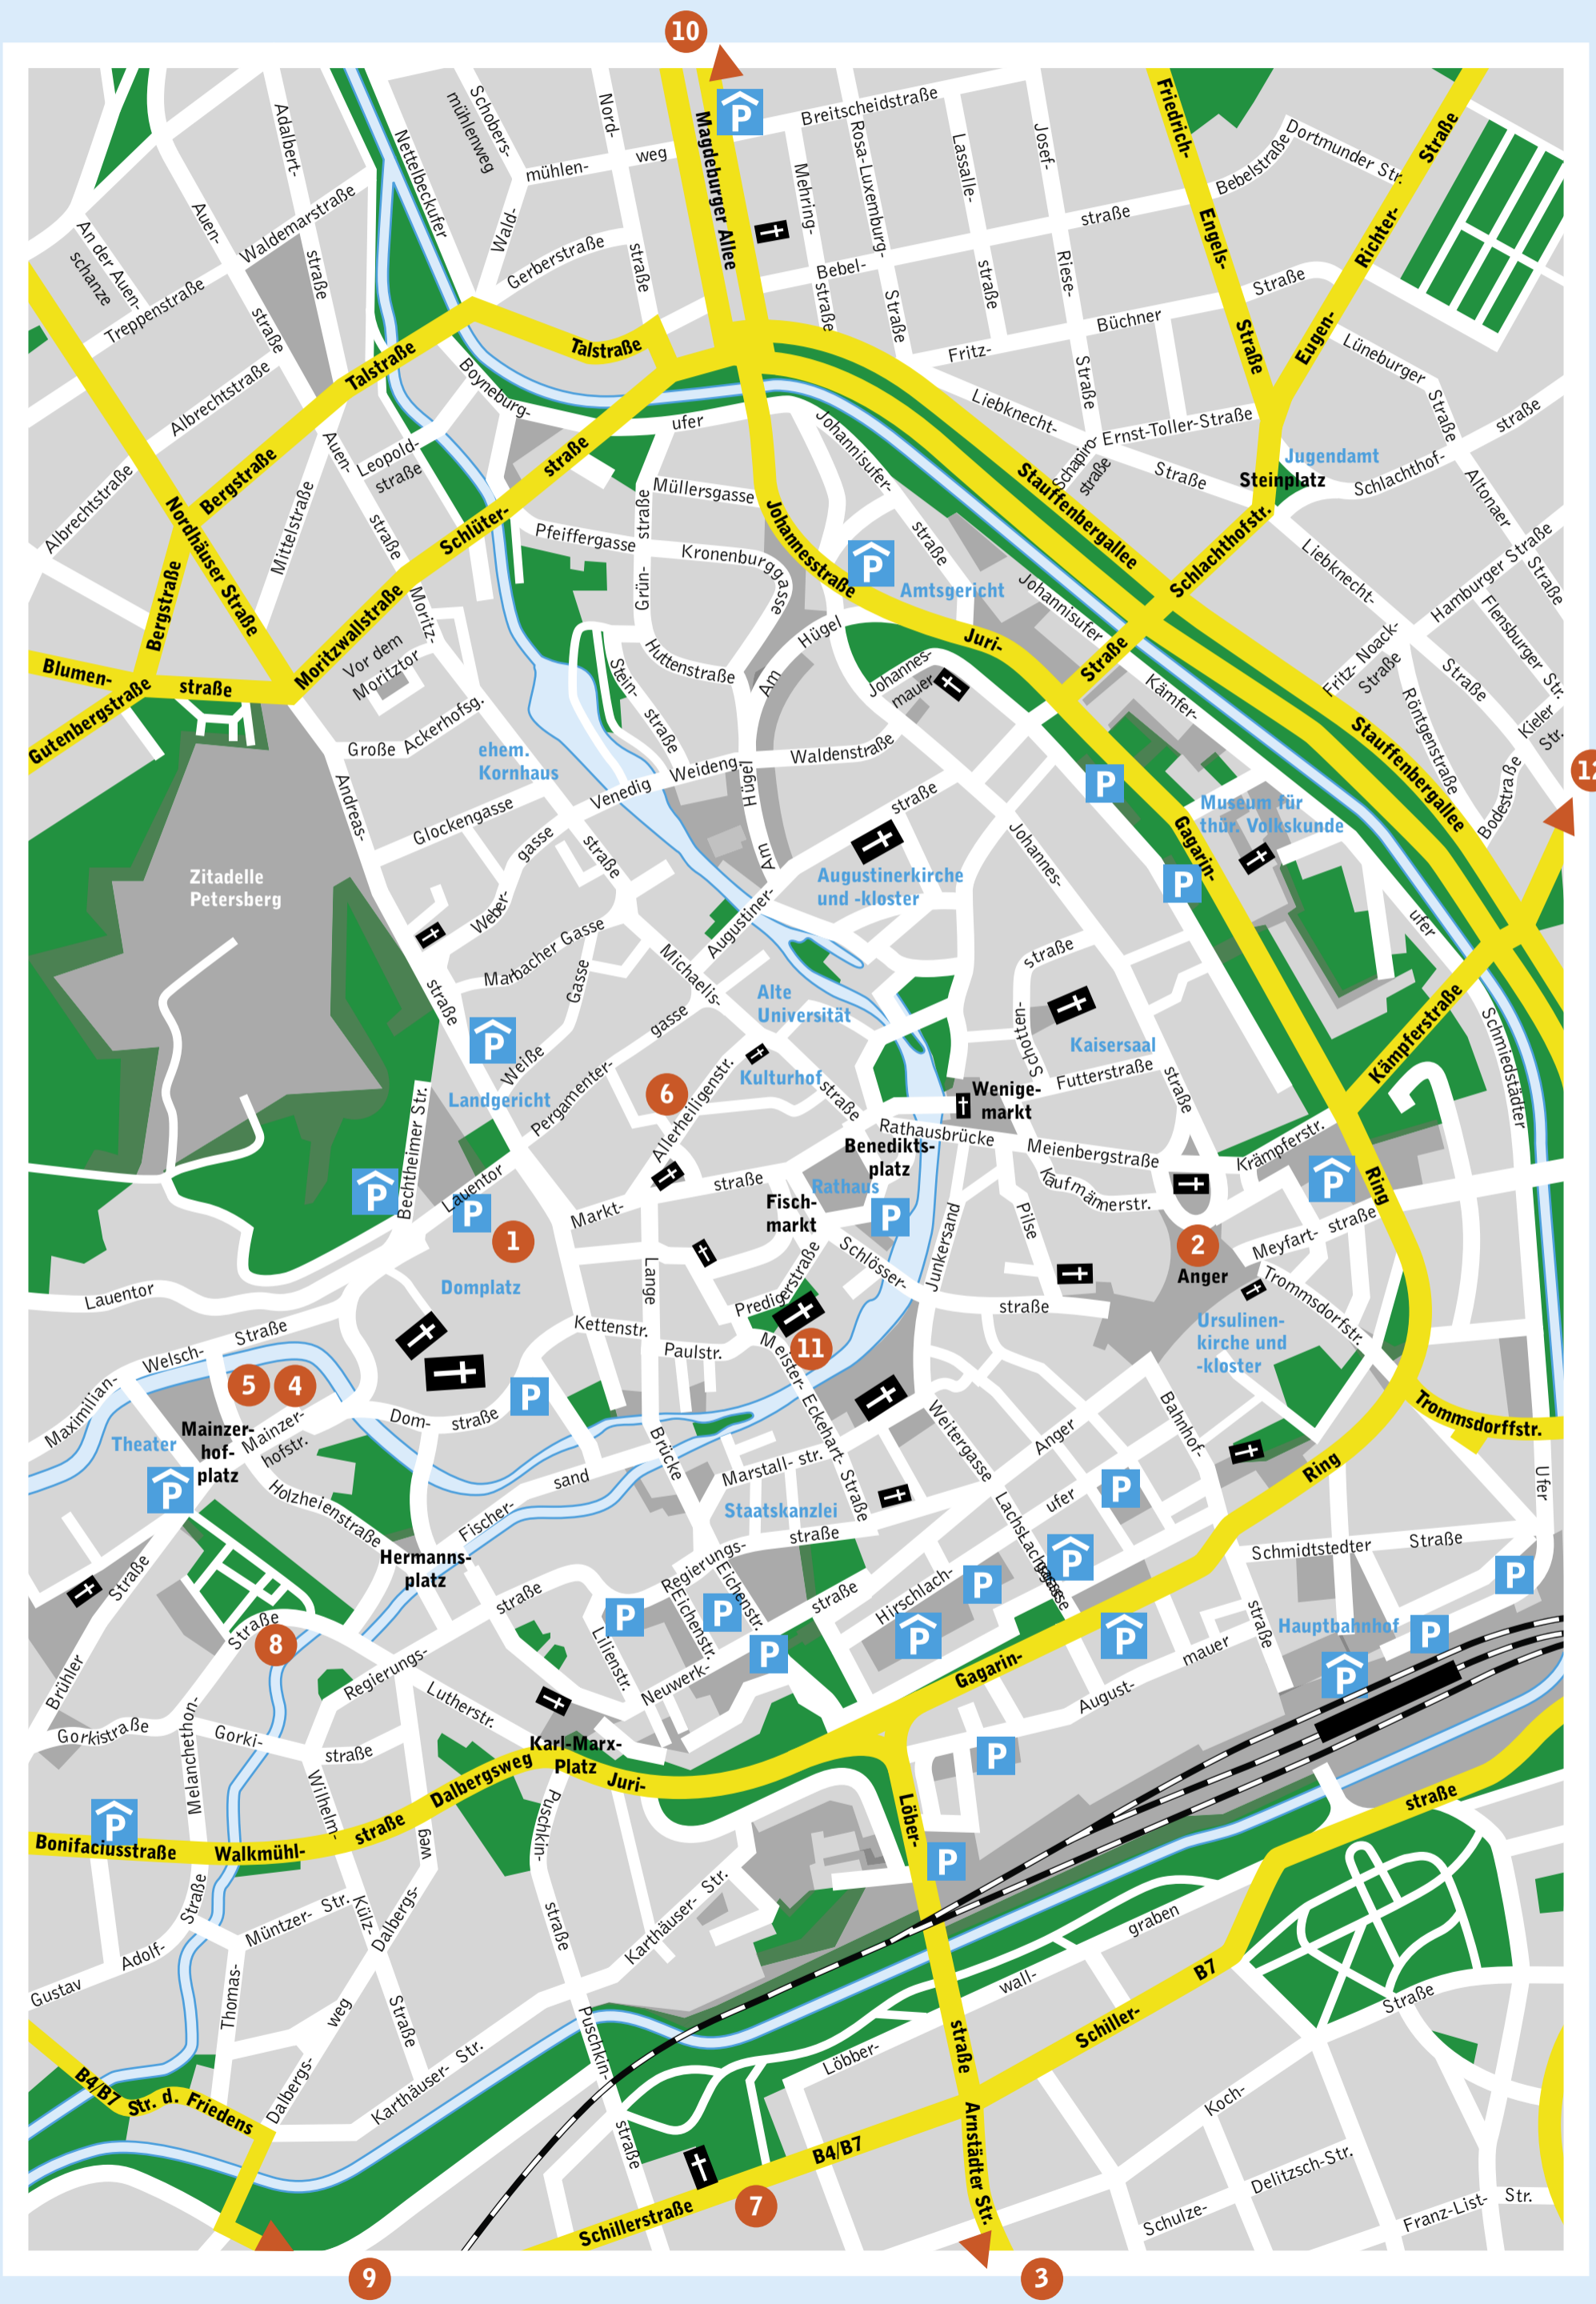 10
P
Breitscheidstraße
Magdeburger Allee
Friedrich-
Engels-
Straße
Eugen-
Richter-
Straße
Dortmunder Str.
Bebelstraße
Schobers-
mühlenweg
Nord-
straße
mühlen-
weg
Adalbert-
straße
Nettelbeckufer
Mehring-
straße
Rosa-Luxemburg-
Straße
Lassalle-
straße
Josef-
Riese-
Straße
straße
Bebel-
Wald-
Gerberstraße
Auen-
straße
Waldemarstraße
An der Auen-
schanze
Treppenstraße
Talstraße
Talstraße
Büchner
Straße
Fritz-
Lüneburger
Straße
Liebknecht-
Straße
Ernst-Toller-Straße
Schapiro-
straße
Jugendamt
Steinplatz
Schlachthof-
straße
Altonaer
Straße
Albrechtstraße
Albrechtstraße
Boyneburg-
ufer
Johannisufer-
straße
Auen-
straße
Leopold-
straße
Bergstraße
Nordhäuser Straße
Mittelstraße
Schlüter-
straße
Müllersgasse
Pfeiffergasse
Grün-
straße
Kronenburggasse
Johannesstraße
P
Amtsgericht
Stauffenbergallee
Schlachthofstr.
Liebknecht-
Straße
Hamburger Straße
Flensburger Str.
Fritz-Noack-
Straße
Röntgenstraße
Kieler
Str.
Bodestraße
Bergstraße
Moritzwallstraße
Moritz-
Vor dem
Moritztor
Huttenstraße
Stein-
straße
Am
Hügel
Juri-
Straße
Johannisufer
Kämfer-
Johannes-
mauer
Blumen-
straße
Gutenbergstraße
Große Ackerhofsg.
ehem.
Kornhaus
Venedig
Weideng.
Waldenstraße
Hügel
Am
Stauffenbergallee
12
Andreas-
straße
Glockengasse
gasse
Weber-
straße
straße
P
Gagarin-
Museum für
thür. Volkskunde
P
Johannes-
straße
Zitadelle
Petersberg
Augustinerkirche
und -kloster
Augustiner-
Michaelis-
straße
Marbacher Gasse
Gasse
Weiße
ufer
straße
Schotten-
Alte
Universität
Kaisersaal
Futterstraße
Kämpferstraße
Schmiedstädter
Ufer
P
Landgericht
gasse
Pergamenter-
6
Allerheiligenstr.
Kulturhof
Wenige-
markt
Rathausbrücke
Benedikts-
platz
Meienbergstraße
Krämpferstr.
P
Ring
Kaufmännerstr.
Bechtheimer Str.
P
Lauentor
P
1
Domplatz
Markt-
straße
Fisch-
markt
Rathaus
P
Schlösser-
straße
Junkersand
Pilse
2
Anger
Meyfart-
straße
Trommsdorfstr.
Lauentor
Lange
Brücke
Predigerstraße
11
Kettenstr.
Paulstr.
Meister-
Eckehart-
Straße
Ursulinen-
kirche und
-kloster
Maximilian-
Welsch-
Straße
5
4
Theater
Mainzer-
hof-
platz
Mainzer-
hofstr.
P
Dom-
straße
P
Weitergasse
Anger
Bahnhof-
straße
Trommsdorffstr.
Ring
Holzheienstraße
Fischer-
sand
Marstall-
str.
Staatskanzlei
Regierungs-
straße
Hermanns-
platz
Lachs-
Lachs-
gasse
ufer
P
P
Schmidtstedter
Straße
P
Brühler
Straße
8
Straße
Regierungs-
straße
P
P
Eichenstr.
Eichenstr.
P
straße
Hirschlach-
P
P
P
Hauptbahnhof
P
P
Lilienstr.
Neuwerk-
Gagarin-
mauer
August-
Gorkistraße
Gorki-
straße
Melanchethon-
Straße
Lutherstr.
Karl-Marx-
Platz
Juri-
Dalbergsweg
P
Wilhelm-
Külz-
Straße
P
Bonifaciusstraße
Walkmühl-
straße
weg
Puschkin-
straße
Löber-
straße
P
straße
Karthäuser-
Str.
Gustav
Adolf-
Müntzer-
Str.
Thomas-
Dalbergs-
weg
Dalbergs-
Karthäuser-
Str.
Puschkin-
straße
graben
wall-
Löbber-
Schiller-
B7
Straße
B4/B7
Str. d. Friedens
B4/B7
Schillerstraße
7
Arnstädter Str.
Koch-
Schulze-
Delitzsch-Str.
Franz-List-
Str.
9
3